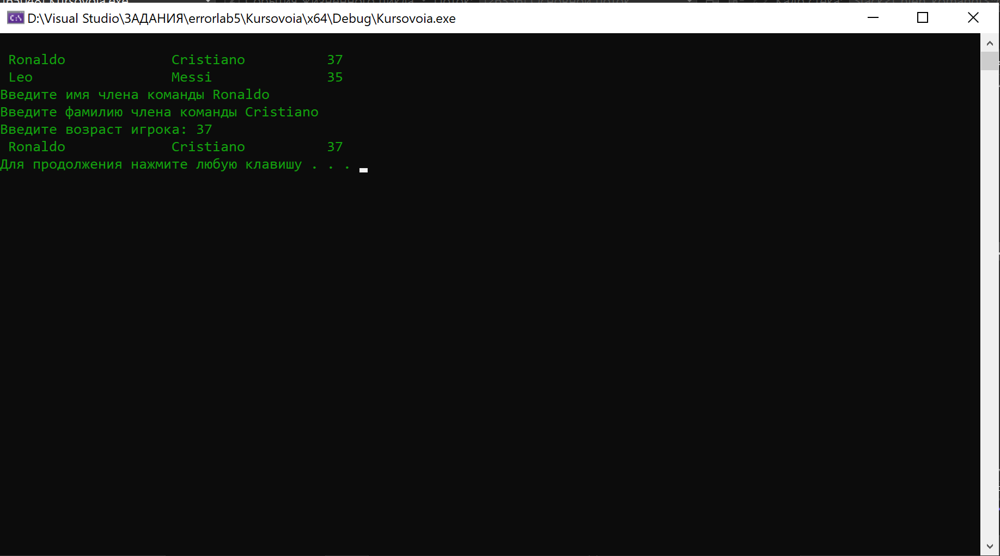 D:\Visual Studio\ЗАДАНИЯ\errorlab5\Kursovoia\x64\Debug\Kursovoia.exe
Ronaldo Cristiano 37
Leo Messi 35
Введите имя члена команды Ronaldo
Введите фамилию члена команды Cristiano
Введите возраст игрока: 37
Ronaldo Cristiano 37
Для продолжения нажмите любую клавишу . . .